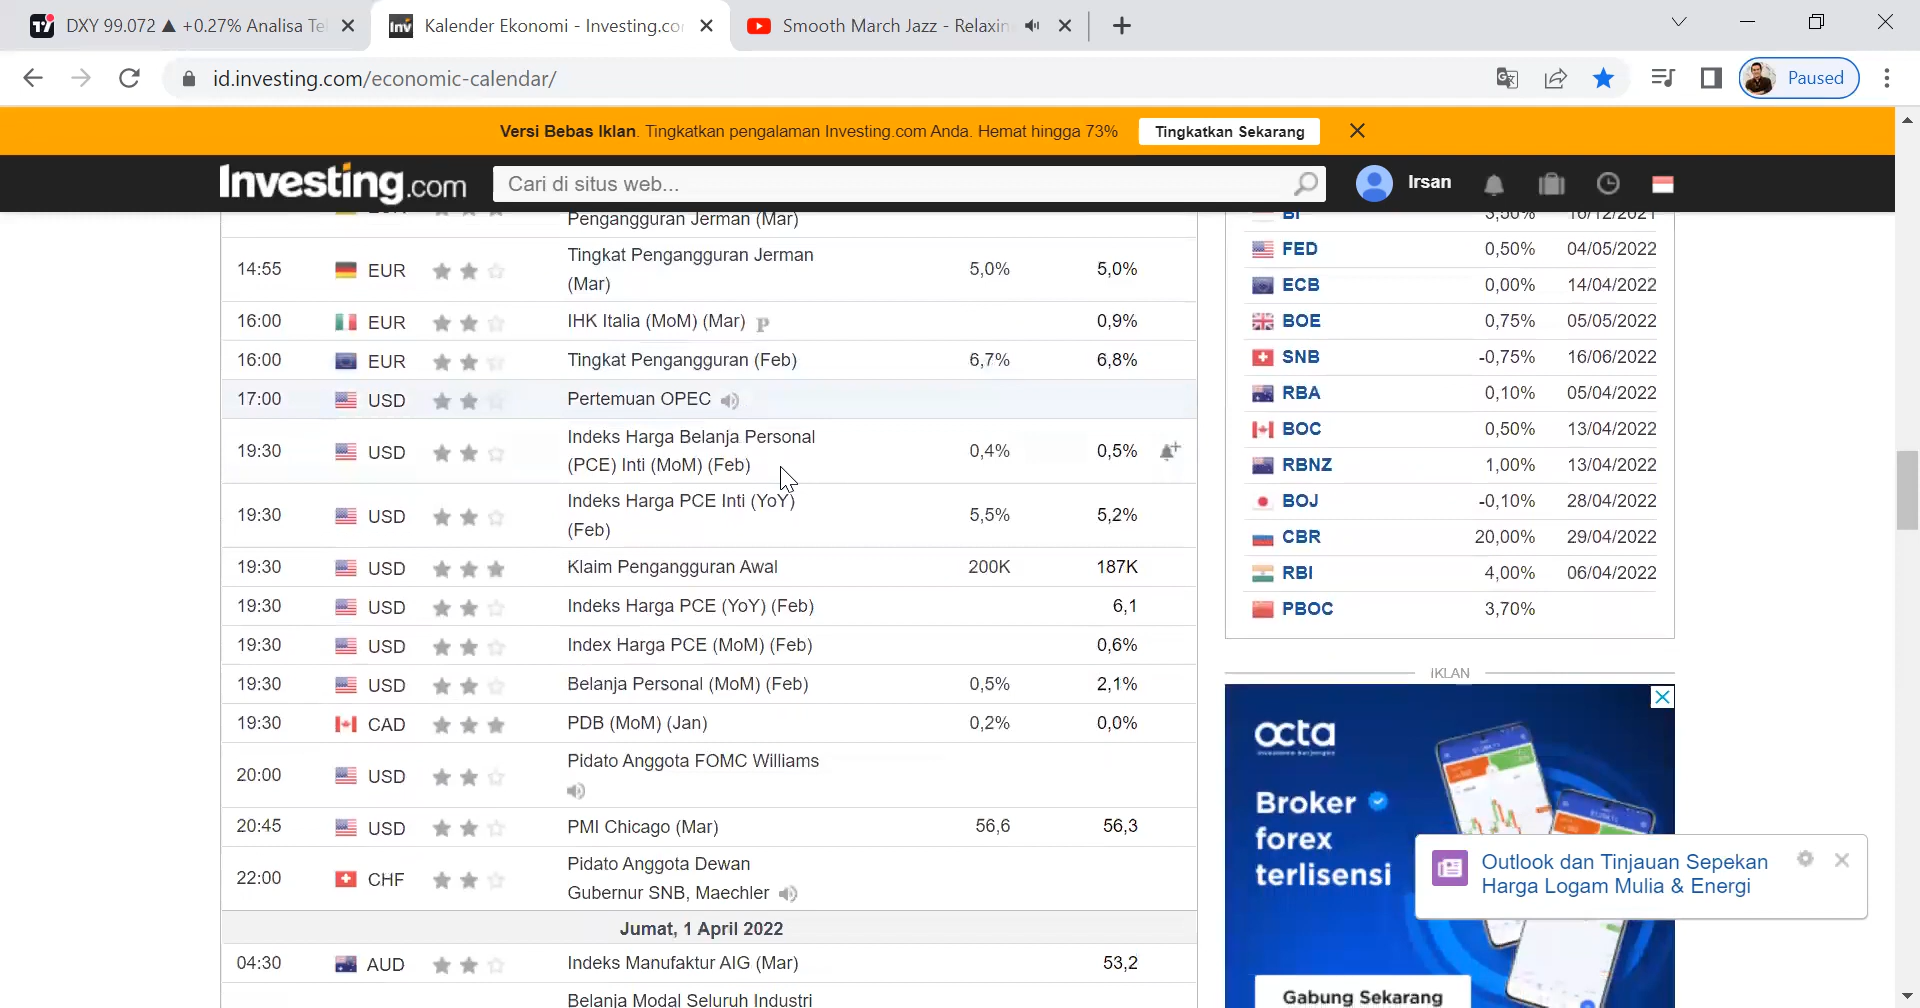 DXY 99.072 ▲ +0.27% Analisa Te
Kalender Ekonomi - Investing.co
Smooth March Jazz - Relaxin
id.investing.com/economic-calendar/
Paused
Versi Bebas Iklan. Tingkatkan pengalaman Investing.com Anda. Hemat hingga 73%
Tingkatkan Sekarang
Investing.com
Cari di situs web...
Irsan
Pengangguran Jerman (Mar)
14:55 EUR Tingkat Pengangguran Jerman 5,0% 5,0%
(Mar)
16:00 EUR IHK Italia (MoM) (Mar) P 0,9%
16:00 EUR Tingkat Pengangguran (Feb) 6,7% 6,8%
17:00 USD Pertemuan OPEC
19:30 USD Indeks Harga Belanja Personal 0,4% 0,5%
(PCE) Inti (MoM) (Feb)
19:30 USD Indeks Harga PCE Inti (YoY) 5,5% 5,2%
(Feb)
19:30 USD Klaim Pengangguran Awal 200K 187K
19:30 USD Indeks Harga PCE (YoY) (Feb) 6,1
19:30 USD Index Harga PCE (MoM) (Feb) 0,6%
19:30 USD Belanja Personal (MoM) (Feb) 0,5% 2,1%
19:30 CAD PDB (MoM) (Jan) 0,2% 0,0%
20:00 USD Pidato Anggota FOMC Williams
20:45 USD PMI Chicago (Mar) 56,6 56,3
22:00 CHF Pidato Anggota Dewan
Gubernur SNB, Maechler
Jumat, 1 April 2022
04:30 AUD Indeks Manufaktur AIG (Mar) 53,2
Belanja Modal Seluruh Industri
BI 3,50% 16/12/2021
FED 0,50% 04/05/2022
ECB 0,00% 14/04/2022
BOE 0,75% 05/05/2022
SNB -0,75% 16/06/2022
RBA 0,10% 05/04/2022
BOC 0,50% 13/04/2022
RBNZ 1,00% 13/04/2022
BOJ -0,10% 28/04/2022
CBR 20,00% 29/04/2022
RBI 4,00% 06/04/2022
PBOC 3,70%
IKLAN
octa
Broker
forex
terlisensi
Gabung Sekarang
Outlook dan Tinjauan Sepekan
Harga Logam Mulia & Energi